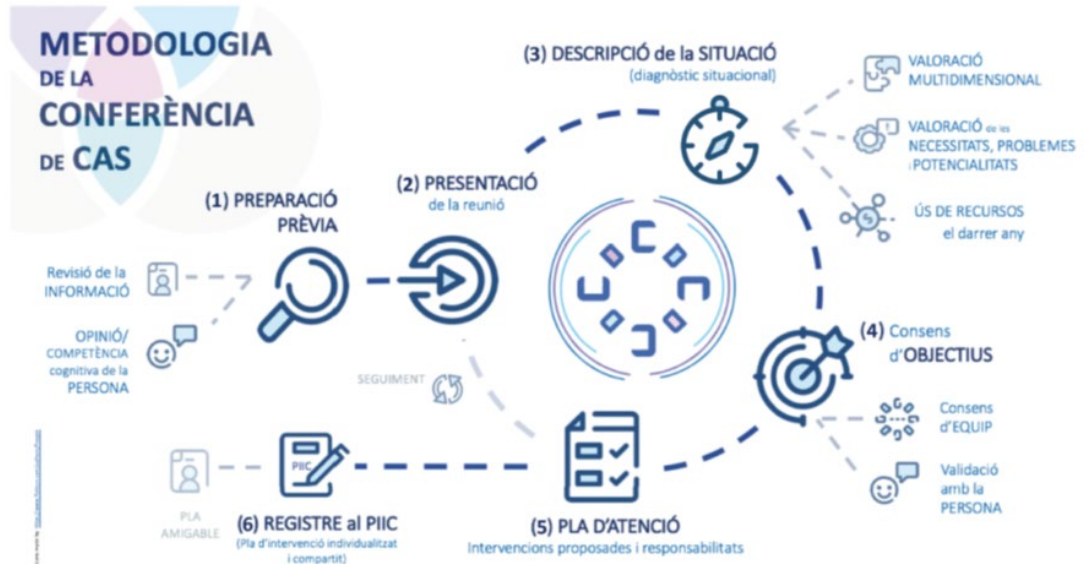 METODOLOGIA
DE LA
CONFERÈNCIA
DE CAS
(1) PREPARACIÓ
PRÈVIA
Revisió de la
INFORMACIÓ
OPINIÓ/
COMPETÈNCIA
cognitiva de la
PERSONA
(2) PRESENTACIÓ
de la reunió
(3) DESCRIPCIÓ de la SITUACIÓ
(diagnòstic situacional)
VALORACIÓ
MULTIDIMENSIONAL
VALORACIÓ de les
NECESSITATS, PROBLEMES
i POTENCIALITATS
ÚS DE RECURSOS
el darrer any
(4) Consens
d'OBJECTIUS
Consens
d'EQUIP
Validació
amb la
PERSONA
(5) PLA D'ATENCIÓ
Intervencions proposades i responsabilitats
SEGUIMENT
PIIC
(6) REGISTRE al PIIC
(Pla d'intervenció individualitzat
i compartit)
PLA
AMIGABLE